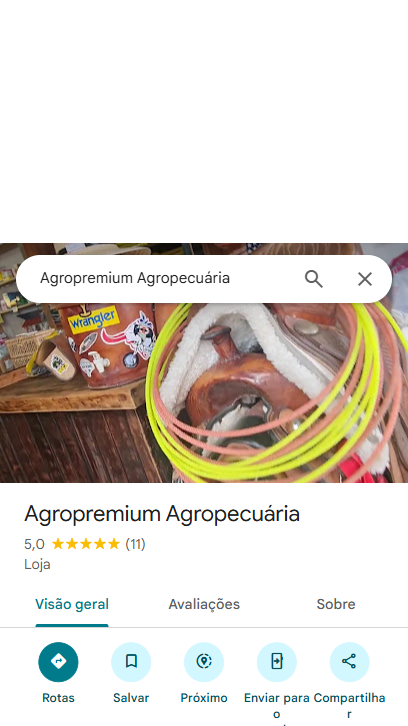 Agropremium Agropecuária
Wrangler
Agropremium Agropecuária
5,0 (11)
Loja
Visão geral
Avaliações
Sobre
Rotas
Salvar
Próximo
Enviar para o
Compartilhar